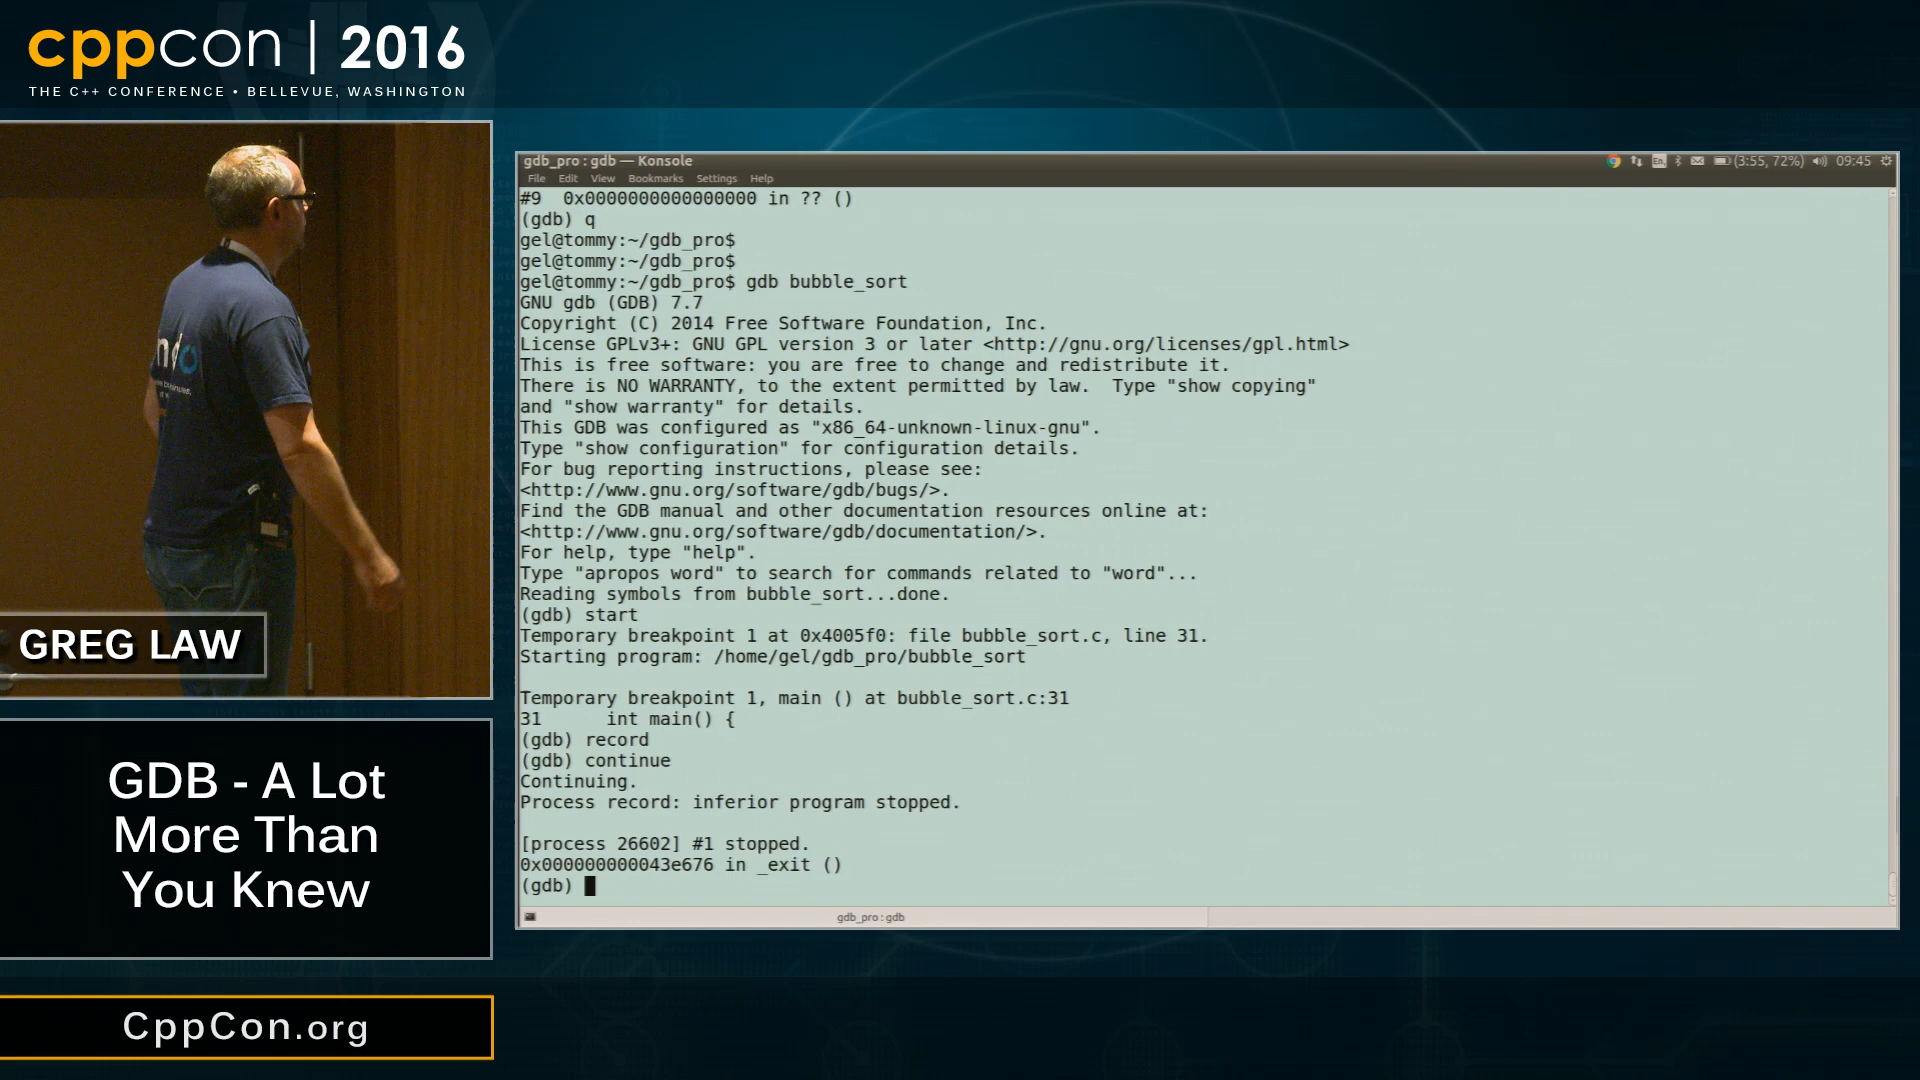 cppcon | 2016
THE C++ CONFERENCE • BELLEVUE, WASHINGTON
GREG LAW
GDB - A Lot
More Than
You Knew
CppCon.org
gdb_pro : gdb — Konsole
En
(3:55, 72%)
09:45
File Edit View Bookmarks Settings Help
#9  0x0000000000000000 in ?? ()
(gdb) q
gel@tommy:~/gdb_pro$
gel@tommy:~/gdb_pro$
gel@tommy:~/gdb_pro$ gdb bubble_sort
GNU gdb (GDB) 7.7
Copyright (C) 2014 Free Software Foundation, Inc.
License GPLv3+: GNU GPL version 3 or later <http://gnu.org/licenses/gpl.html>
This is free software: you are free to change and redistribute it.
There is NO WARRANTY, to the extent permitted by law.  Type "show copying"
and "show warranty" for details.
This GDB was configured as "x86_64-unknown-linux-gnu".
Type "show configuration" for configuration details.
For bug reporting instructions, please see:
<http://www.gnu.org/software/gdb/bugs/>.
Find the GDB manual and other documentation resources online at:
<http://www.gnu.org/software/gdb/documentation/>.
For help, type "help".
Type "apropos word" to search for commands related to "word"...
Reading symbols from bubble_sort...done.
(gdb) start
Temporary breakpoint 1 at 0x4005f0: file bubble_sort.c, line 31.
Starting program: /home/gel/gdb_pro/bubble_sort
Temporary breakpoint 1, main () at bubble_sort.c:31
31      int main() {
(gdb) record
(gdb) continue
Continuing.
Process record: inferior program stopped.
[process 26602] #1 stopped.
0x000000000043e676 in _exit ()
(gdb)
gdb_pro : gdb